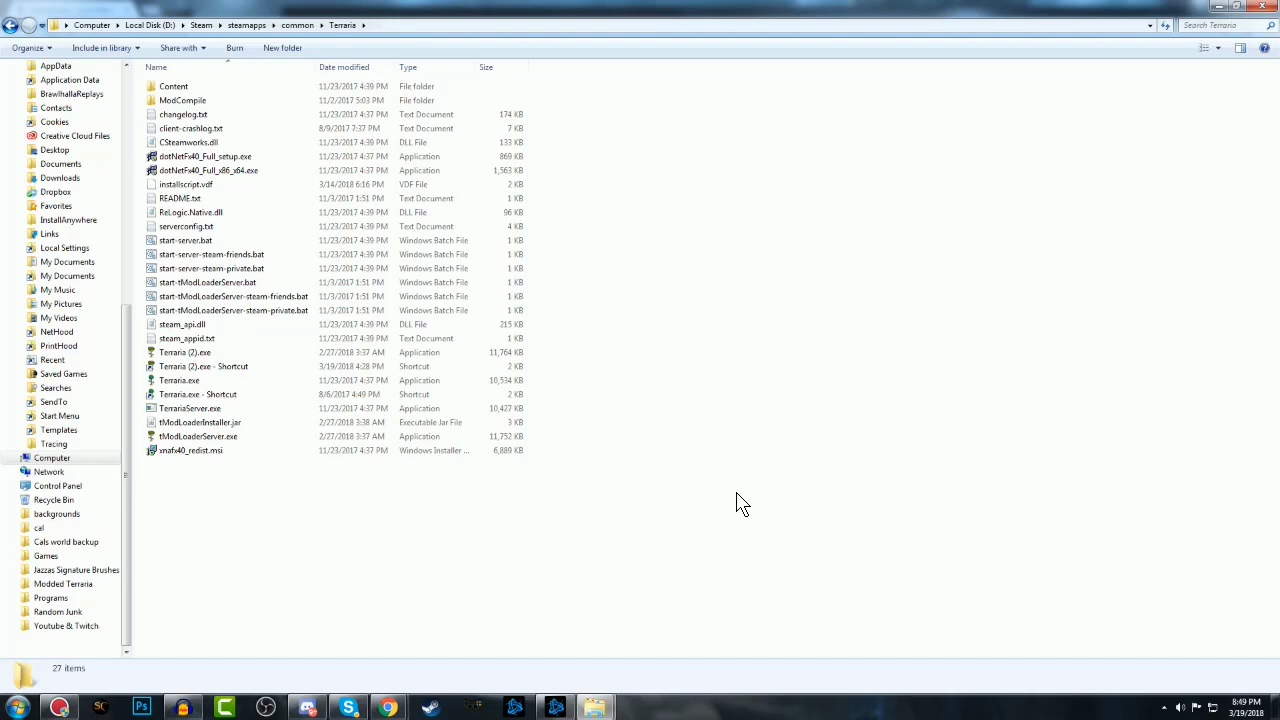 Computer Local Disk (D:) Steam steamapps common Terraria Search Terraria
Organize Include in library Share with Burn New folder
Name Date modified Type Size
AppData
Application Data
BrawlhallaReplays
Contacts
Cookies
Creative Cloud Files
Desktop
Documents
Downloads
Dropbox
Favorites
InstallAnywhere
Links
Local Settings
My Documents
My Documents
My Music
My Pictures
My Videos
NetHood
PrintHood
Recent
Saved Games
Searches
SendTo
Start Menu
Templates
Tracing
Computer
Network
Control Panel
Recycle Bin
backgrounds
cal
Cals world backup
Games
Jazzas Signature Brushes
Modded Terraria
Programs
Random Junk
Youtube & Twitch
Content 11/23/2017 4:39 PM File folder
ModCompile 11/2/2017 5:03 PM File folder
changelog.txt 11/23/2017 4:37 PM Text Document 174 KB
client-crashlog.txt 8/9/2017 7:37 PM Text Document 7 KB
CSteamworks.dll 11/23/2017 4:39 PM DLL File 133 KB
dotNetFx40_Full_setup.exe 11/23/2017 4:37 PM Application 869 KB
dotNetFx40_Full_x86_x64.exe 11/23/2017 4:37 PM Application 1,563 KB
installscript.vdf 3/14/2018 6:16 PM VDF File 2 KB
README.txt 11/3/2017 1:51 PM Text Document 1 KB
ReLogic.Native.dll 11/23/2017 4:39 PM DLL File 96 KB
serverconfig.txt 11/23/2017 4:39 PM Text Document 4 KB
start-server.bat 11/23/2017 4:39 PM Windows Batch File 1 KB
start-server-steam-friends.bat 11/23/2017 4:39 PM Windows Batch File 1 KB
start-server-steam-private.bat 11/23/2017 4:39 PM Windows Batch File 1 KB
start-tModLoaderServer.bat 11/3/2017 1:51 PM Windows Batch File 1 KB
start-tModLoaderServer-steam-friends.bat 11/3/2017 1:51 PM Windows Batch File 1 KB
start-tModLoaderServer-steam-private.bat 11/3/2017 1:51 PM Windows Batch File 1 KB
steam_api.dll 11/23/2017 4:39 PM DLL File 215 KB
steam_appid.txt 11/23/2017 4:39 PM Text Document 1 KB
Terraria (2).exe 2/27/2018 3:37 AM Application 11,764 KB
Terraria (2).exe - Shortcut 3/19/2018 4:28 PM Shortcut 2 KB
Terraria.exe 11/23/2017 4:37 PM Application 10,534 KB
Terraria.exe - Shortcut 8/6/2017 4:49 PM Shortcut 2 KB
TerrariaServer.exe 11/23/2017 4:37 PM Application 10,427 KB
tModLoaderInstaller.jar 2/27/2018 3:38 AM Executable Jar File 3 KB
tModLoaderServer.exe 2/27/2018 3:37 AM Application 11,752 KB
xnafx40_redist.msi 11/23/2017 4:37 PM Windows Installer ... 6,889 KB
27 items
SC Ps
8:49 PM
3/19/2018